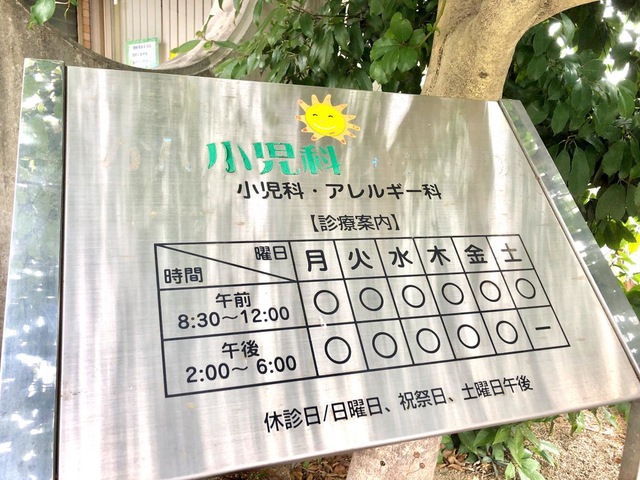 小児科
小児科・アレルギー科
【診療案内】
曜日 月 火 水 木 金 土
時間
午前
8:30〜12:00 ○ ○ ○ ○ ○ ○
午後
2:00〜 6:00 ○ ○ ○ ○ ○ ー
休診日/日曜日、祝祭日、土曜日午後